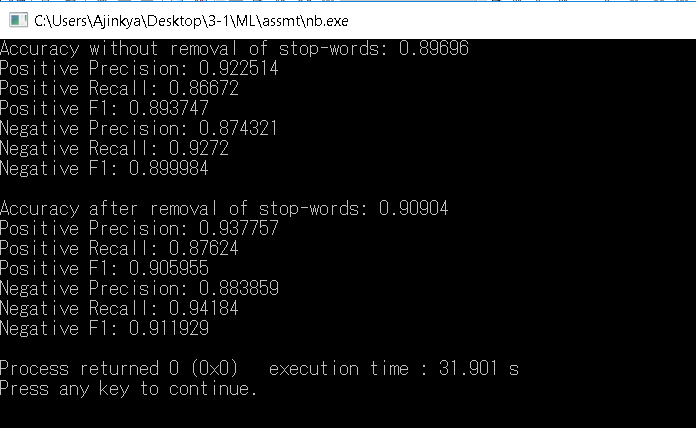 C:\Users\Ajinkya\Desktop\3-1\ML\assmt\nb.exe
Accuracy without removal of stop-words: 0.89696
Positive Precision: 0.922514
Positive Recall: 0.86672
Positive F1: 0.893747
Negative Precision: 0.874321
Negative Recall: 0.9272
Negative F1: 0.899984
Accuracy after removal of stop-words: 0.90904
Positive Precision: 0.937757
Positive Recall: 0.87624
Positive F1: 0.905955
Negative Precision: 0.883859
Negative Recall: 0.94184
Negative F1: 0.911929
Process returned 0 (0x0)   execution time : 31.901 s
Press any key to continue.